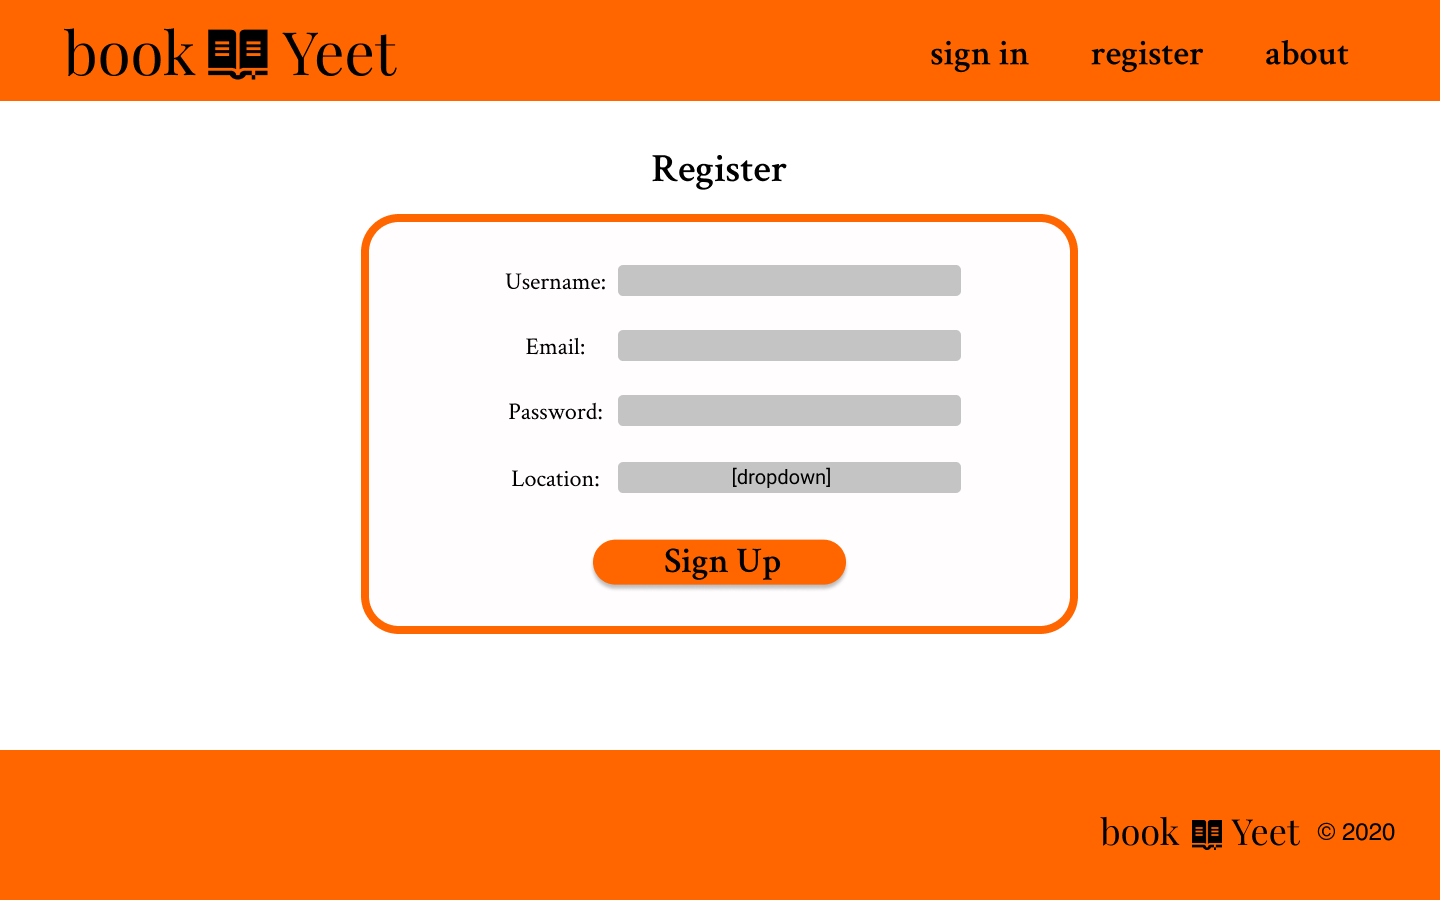 book Yeet
sign in register about
Register
Username:
Email:
Password:
Location: [dropdown]
Sign Up
book Yeet © 2020